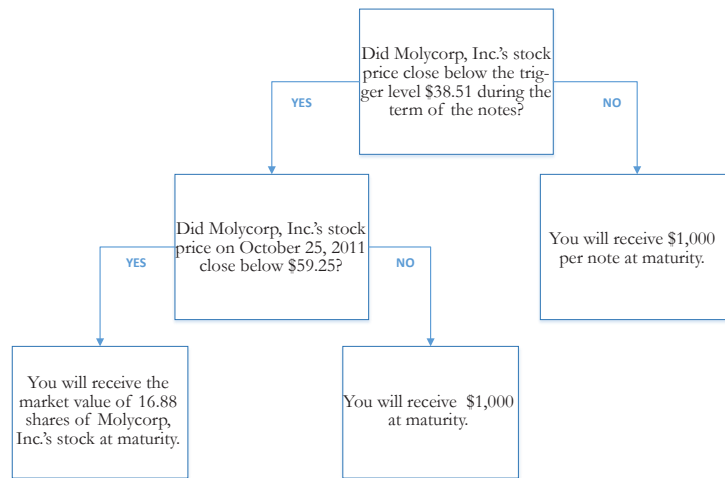 Did Molycorp, Inc.'s stock
price close below the trig-
ger level $38.51 during the
term of the notes?
YES
NO
Did Molycorp, Inc.'s stock
price on October 25, 2011
close below $59.25?
You will receive $1,000
per note at maturity.
YES
NO
You will receive the
market value of 16.88
shares of Molycorp,
Inc.'s stock at maturity.
You will receive $1,000
at maturity.